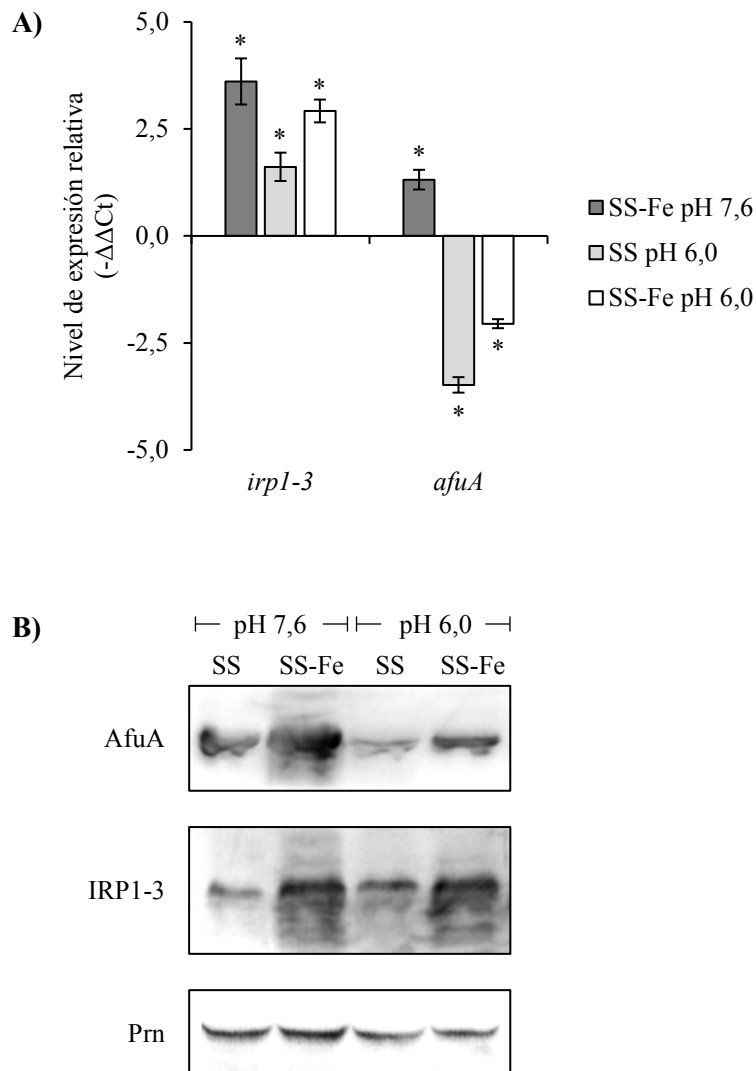 A)
Nivel de expresión relativa
(-ΔΔCt)
5,0
2,5
0,0
-2,5
-5,0
* * * * * *
irp1-3 afuA
SS-Fe pH 7,6
SS pH 6,0
SS-Fe pH 6,0
B)
pH 7,6 pH 6,0
SS SS-Fe SS SS-Fe
AfuA
IRP1-3
Prn